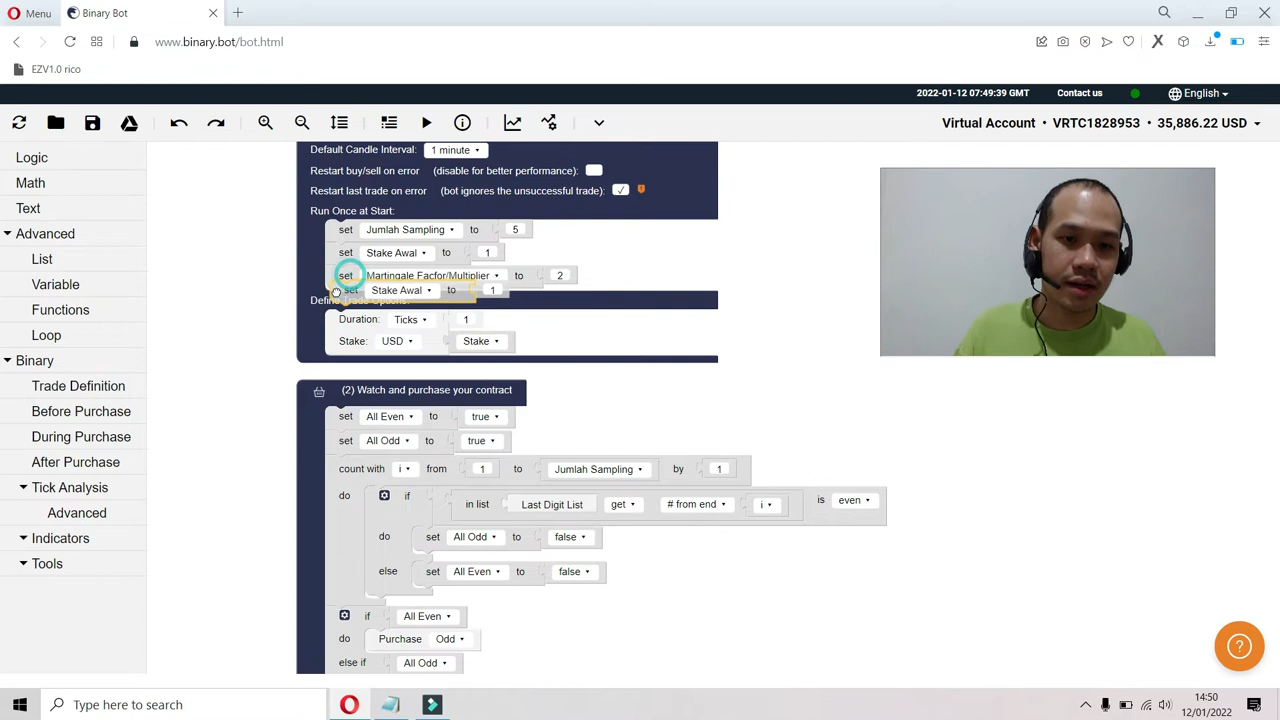 Menu
Binary Bot
www.binary.bot/bot.html
EZV1.0 rico
2022-01-12 07:49:39 GMT
Contact us
English
Virtual Account • VRTC1828953 • 35,886.22 USD
Logic
Math
Text
Advanced
List
Variable
Functions
Loop
Binary
Trade Definition
Before Purchase
During Purchase
After Purchase
Tick Analysis
Advanced
Indicators
Tools
Default Candle Interval: 1 minute
Restart buy/sell on error (disable for better performance):
Restart last trade on error (bot ignores the unsuccessful trade): ✓
Run Once at Start:
set Jumlah Sampling to 5
set Stake Awal to 1
set Martingale Facfor/Multiplier to 2
set Stake Awal to 1
Define Trade Options:
Duration: Ticks 1
Stake: USD Stake
(2) Watch and purchase your contract
set All Even to true
set All Odd to true
count with i from 1 to Jumlah Sampling by 1
do if in list Last Digit List get # from end i is even
do set All Odd to false
else set All Even to false
if All Even
do Purchase Odd
else if All Odd
Type here to search
14:50
12/01/2022